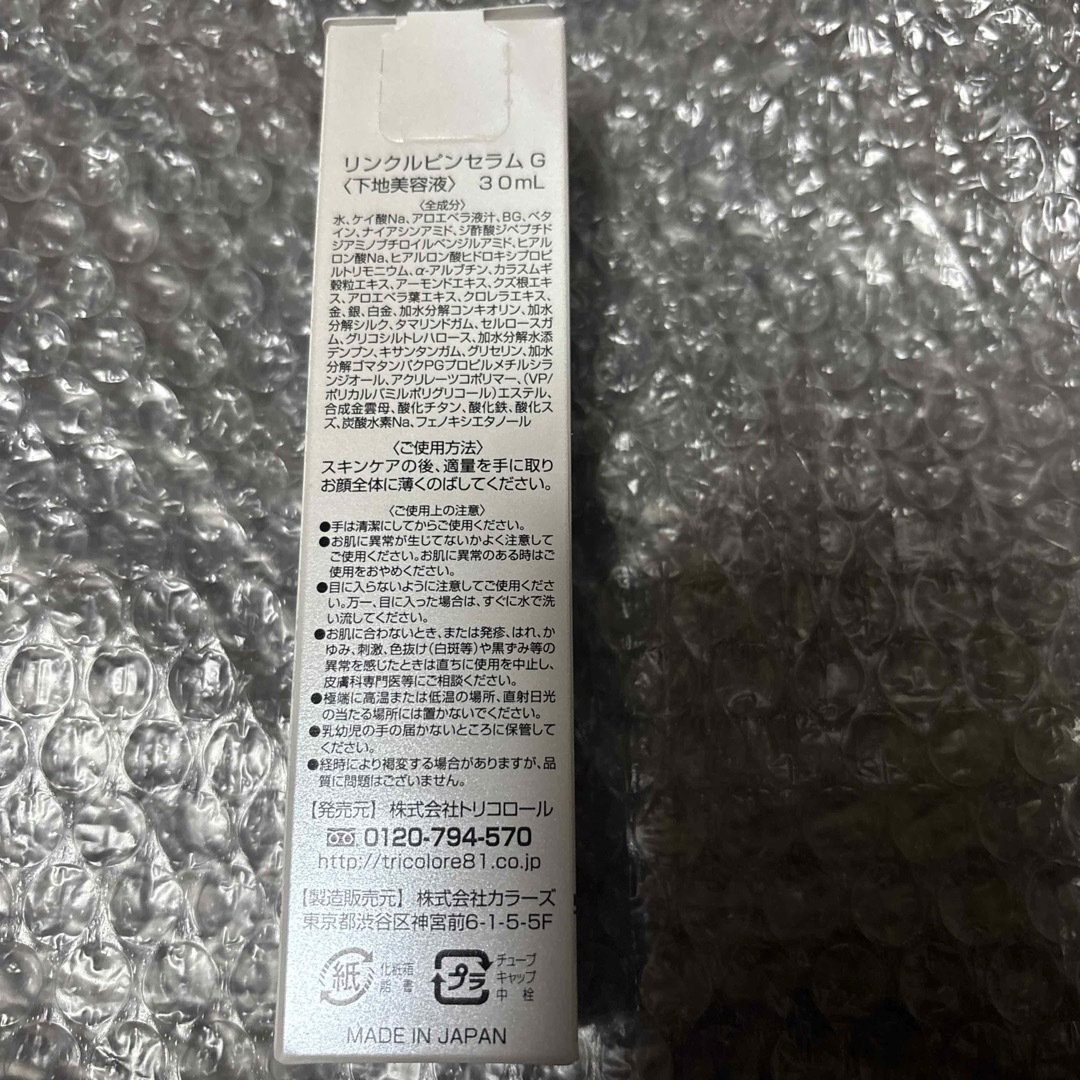 リンクルピンセラム G
〈下地美容液〉 30mL
〈全成分〉
水、ケイ酸Na、アロエベラ液汁、BG、ベタ
イン、ナイアシンアミド、ジ酢酸ジペプチド
ジアミノブチロイルベンジルアミド、ヒアル
ロン酸Na、ヒアルロン酸ヒドロキシプロピ
ルトリモニウム、α-アルブチン、カラスムギ
穀粒エキス、アーモンドエキス、クズ根エキ
ス、アロエベラ葉エキス、クロレラエキス、
金、銀、白金、加水分解コンキオリン、加水
分解シルク、タマリンドガム、セルロースガ
ム、グリコシルトレハロース、加水分解水添
デンプン、キサンタンガム、グリセリン、加水
分解ゴマタンパクPGプロピルメチルシラ
ンジオール、アクリレーツコポリマー、(VP/
ポリカルバミルポリグリコール)エステル、
合成金雲母、酸化チタン、酸化鉄、酸化ス
ズ、炭酸水素Na、フェノキシエタノール
〈ご使用方法〉
スキンケアの後、適量を手に取り
お顔全体に薄くのばしてください。
〈ご使用上の注意〉
●手は清潔にしてからご使用ください。
●お肌に異常が生じてないかよく注意して
ご使用ください。お肌に異常のある時はご
使用をおやめください。
●目に入らないように注意してご使用くださ
い。万一、目に入った場合は、すぐに水で洗
い流してください。
●お肌に合わないとき、または発疹、はれ、か
ゆみ、刺激、色抜け(白斑等)や黒ずみ等の
異常を感じたときは直ちに使用を中止し、
皮膚科専門医等にご相談ください。
●極端に高温または低温の場所、直射日光
の当たる場所には置かないでください。
●乳幼児の手の届かないところに保管して
ください。
●経時により褐変する場合がありますが、品
質に問題はございません。
【発売元】 株式会社トリコロール
0120-794-570
http://tricolore81.co.jp
【製造販売元】 株式会社カラーズ
東京都渋谷区神宮前6-1-5-5F
紙 化粧箱
能書
プラ チューブ
キャップ
中栓
MADE IN JAPAN